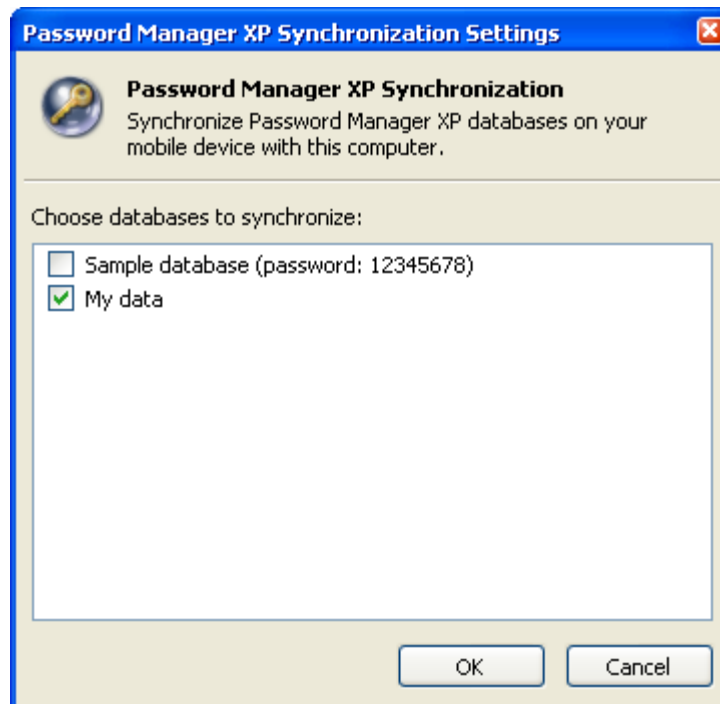 Password Manager XP Synchronization Settings
Password Manager XP Synchronization
Synchronize Password Manager XP databases on your
mobile device with this computer.
Choose databases to synchronize:
Sample database (password: 12345678)
My data
OK
Cancel